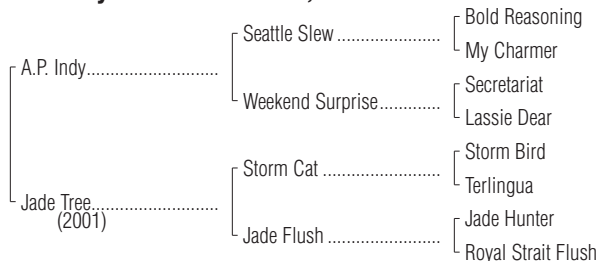 Bold Reasoning
Seattle Slew ....................
My Charmer
A.P. Indy..........................
Secretariat
Weekend Surprise............
Lassie Dear
Storm Bird
Storm Cat .......................
Terlingua
Jade Tree.........................
(2001)
Jade Hunter
Jade Flush ......................
Royal Strait Flush